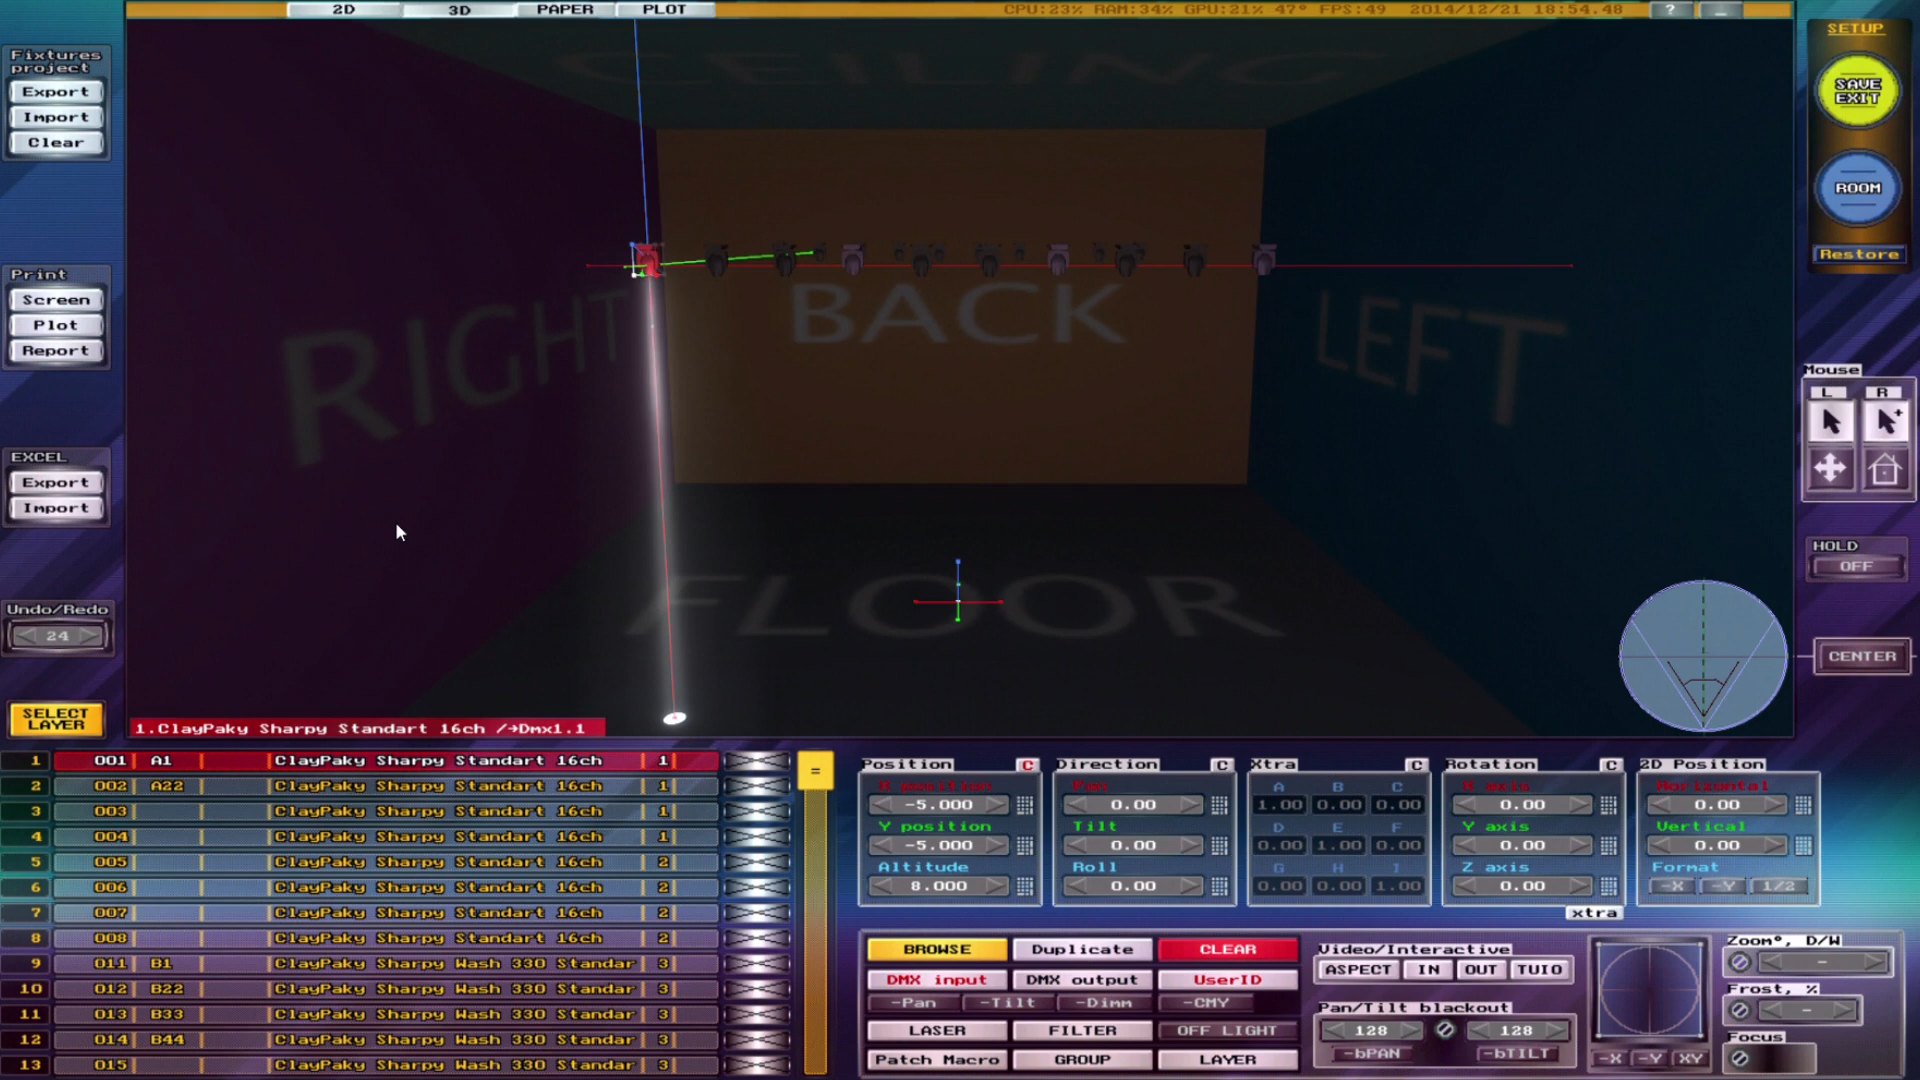 2D 3D PAPER PLOT CPU:23% RAM:34% GPU:21% 47° FPS:49 2014/12/21 18:54.48 ? _
Fixtures
project
Export
Import
Clear
Print
Screen
Plot
Report
EXCEL
Export
Import
Undo/Redo
24
SELECT
LAYER
CEILING
RIGHT
BACK
LEFT
FLOOR
1.ClayPaky Sharpy Standart 16ch /→Dmx1.1
SETUP
SAVE
EXIT
ROOM
Restore
Mouse
L R
HOLD
OFF
CENTER
1 001 A1 ClayPaky Sharpy Standart 16ch 1
2 002 A22 ClayPaky Sharpy Standart 16ch 1
3 003 ClayPaky Sharpy Standart 16ch 1
4 004 ClayPaky Sharpy Standart 16ch 1
5 005 ClayPaky Sharpy Standart 16ch 2
6 006 ClayPaky Sharpy Standart 16ch 2
7 007 ClayPaky Sharpy Standart 16ch 2
8 008 ClayPaky Sharpy Standart 16ch 2
9 011 B1 ClayPaky Sharpy Wash 330 Standar 3
10 012 B22 ClayPaky Sharpy Wash 330 Standar 3
11 013 B33 ClayPaky Sharpy Wash 330 Standar 3
12 014 B44 ClayPaky Sharpy Wash 330 Standar 3
13 015 ClayPaky Sharpy Wash 330 Standar 3
=
Position C
X position
-5.000
Y position
-5.000
Altitude
8.000
Direction C
Pan
0.00
Tilt
0.00
Roll
0.00
Xtra C
A B C
1.00 0.00 0.00
D E F
0.00 1.00 0.00
G H I
0.00 0.00 1.00
Rotation C
X axis
0.00
Y axis
0.00
Z axis
0.00
xtra
2D Position
Horizontal
0.00
Vertical
0.00
Format
-X -Y 1/2
BROWSE Duplicate CLEAR
DMX input DMX output UserID
-Pan -Tilt -Dimm -CMY
LASER FILTER OFF LIGHT
Patch Macro GROUP LAYER
Video/Interactive
ASPECT IN OUT TUIO
Pan/Tilt blackout
128 128
-bPAN -bTILT
-X -Y XY
Zoom°, D/W
-
Frost, %
-
Focus